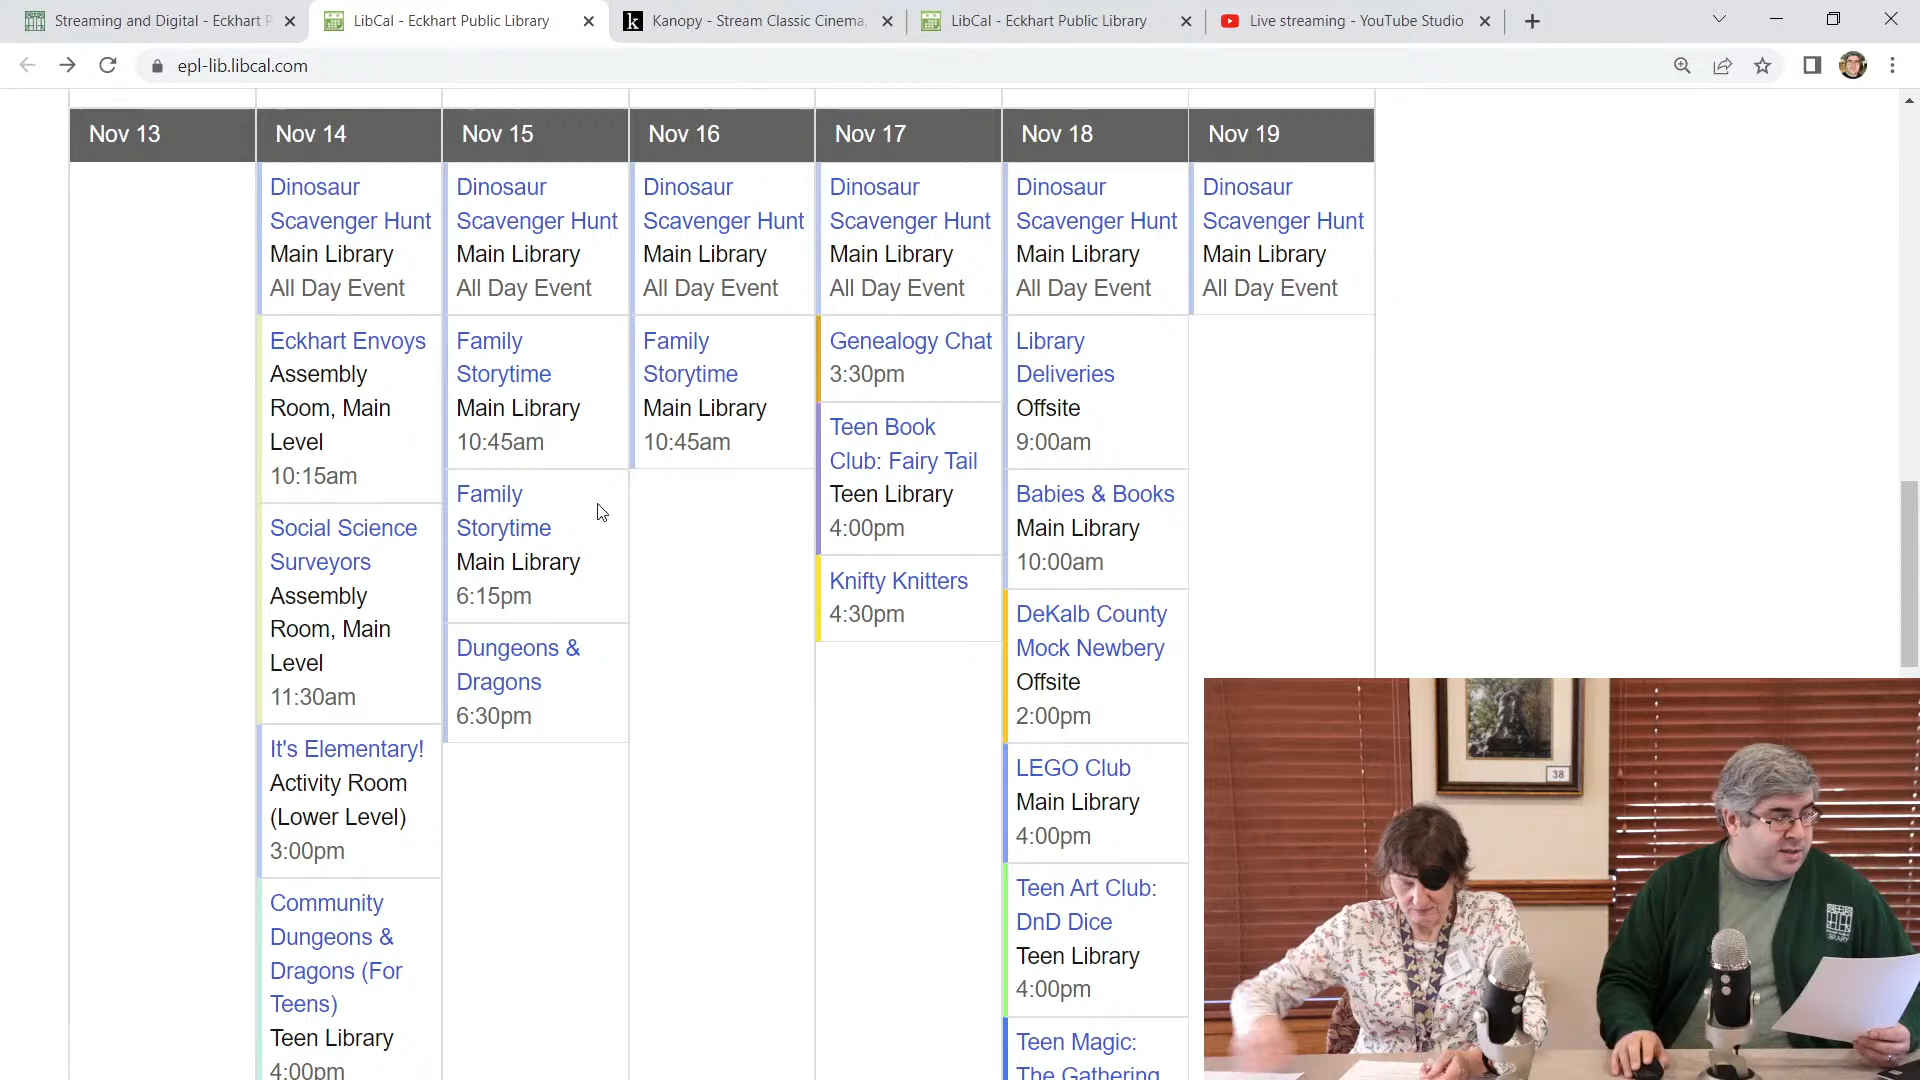 Streaming and Digital - Eckhart P
LibCal - Eckhart Public Library
Kanopy - Stream Classic Cinema,
LibCal - Eckhart Public Library
Live streaming - YouTube Studio
epl-lib.libcal.com
Nov 13
Nov 14
Nov 15
Nov 16
Nov 17
Nov 18
Nov 19
Dinosaur
Scavenger Hunt
Main Library
All Day Event
Eckhart Envoys
Assembly
Room, Main
Level
10:15am
Social Science
Surveyors
Assembly
Room, Main
Level
11:30am
It's Elementary!
Activity Room
(Lower Level)
3:00pm
Community
Dungeons &
Dragons (For
Teens)
Teen Library
4:00pm
Dinosaur
Scavenger Hunt
Main Library
All Day Event
Family
Storytime
Main Library
10:45am
Family
Storytime
Main Library
6:15pm
Dungeons &
Dragons
6:30pm
Dinosaur
Scavenger Hunt
Main Library
All Day Event
Family
Storytime
Main Library
10:45am
Dinosaur
Scavenger Hunt
Main Library
All Day Event
Genealogy Chat
3:30pm
Teen Book
Club: Fairy Tail
Teen Library
4:00pm
Knifty Knitters
4:30pm
Dinosaur
Scavenger Hunt
Main Library
All Day Event
Library
Deliveries
Offsite
9:00am
Babies & Books
Main Library
10:00am
DeKalb County
Mock Newbery
Offsite
2:00pm
LEGO Club
Main Library
4:00pm
Teen Art Club:
DnD Dice
Teen Library
4:00pm
Teen Magic:
The Gathering
Dinosaur
Scavenger Hunt
Main Library
All Day Event
38
LIBRARY